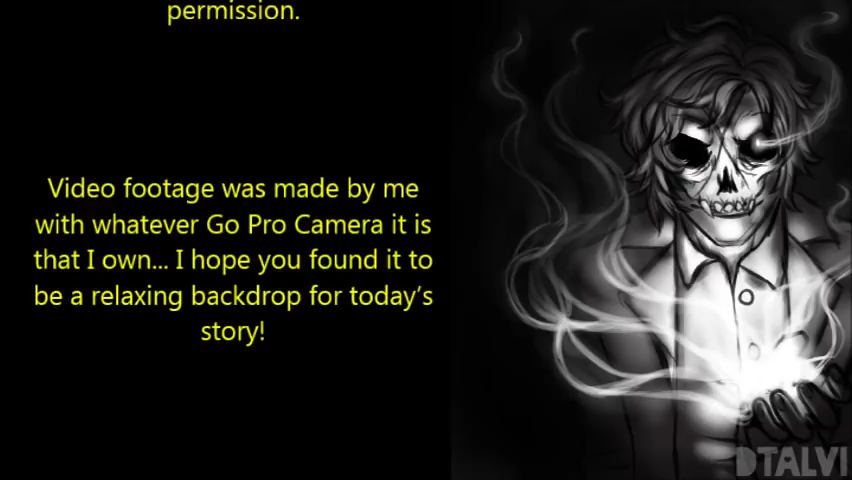 permission.
Video footage was made by me
with whatever Go Pro Camera it is
that I own... I hope you found it to
be a relaxing backdrop for today’s
story!
DTALVI